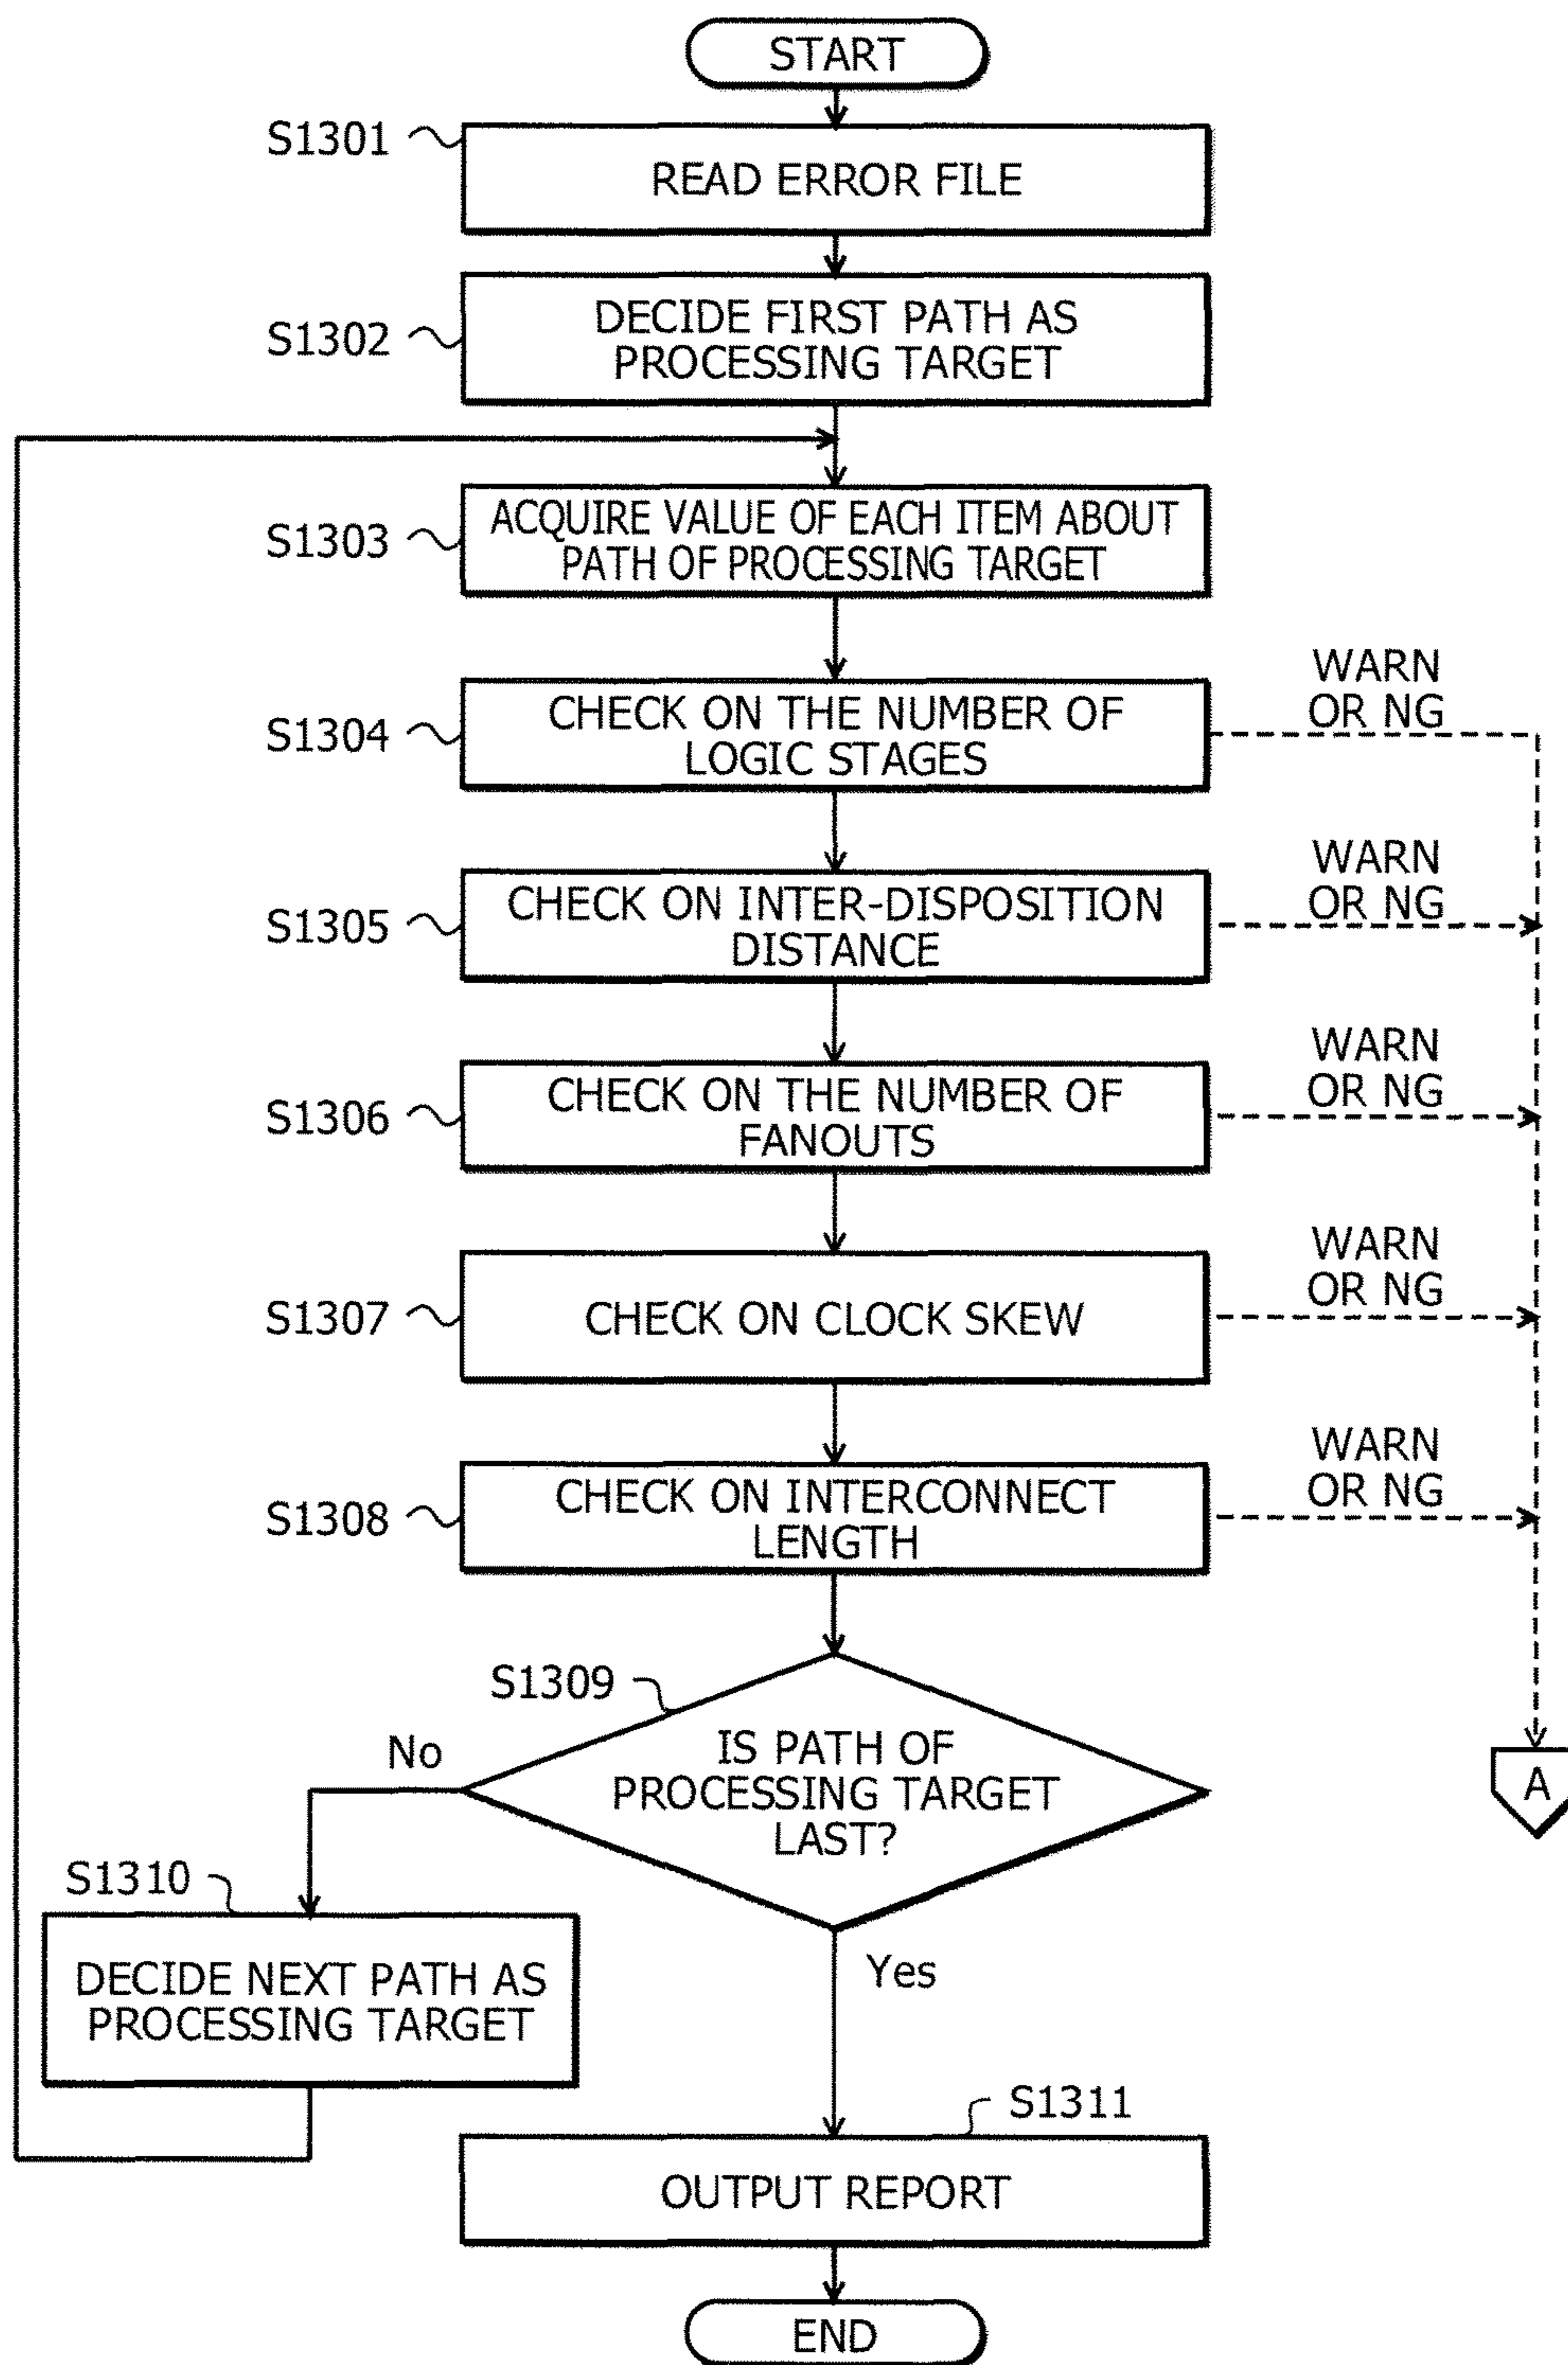 START
S1301
READ ERROR FILE
S1302
DECIDE FIRST PATH AS
PROCESSING TARGET
S1303
ACQUIRE VALUE OF EACH ITEM ABOUT
PATH OF PROCESSING TARGET
S1304
CHECK ON THE NUMBER OF
LOGIC STAGES
WARN
OR NG
S1305
CHECK ON INTER-DISPOSITION
DISTANCE
WARN
OR NG
S1306
CHECK ON THE NUMBER OF
FANOUTS
WARN
OR NG
S1307
CHECK ON CLOCK SKEW
WARN
OR NG
S1308
CHECK ON INTERCONNECT
LENGTH
WARN
OR NG
S1309
IS PATH OF
PROCESSING TARGET
LAST?
No
A
S1310
DECIDE NEXT PATH AS
PROCESSING TARGET
Yes
S1311
OUTPUT REPORT
END